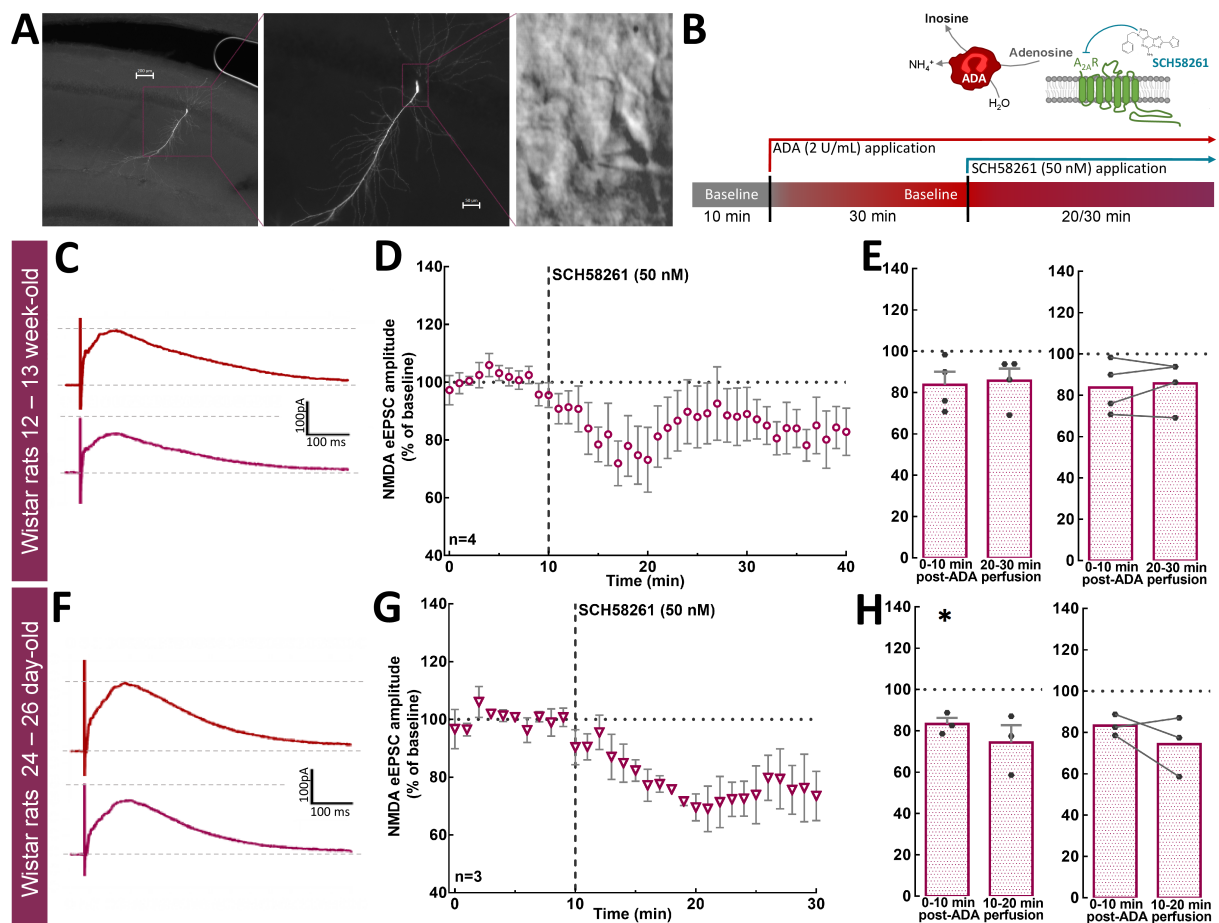 A
200 µm
50 µm
B
Inosine
NH₄⁺
ADA
Adenosine
H₂O
A₂ₐR
SCH58261
ADA (2 U/mL) application
SCH58261 (50 nM) application
Baseline
Baseline
10 min
30 min
20/30 min
Wistar rats 12 – 13 week-old
C
100pA
100 ms
D
SCH58261 (50 nM)
NMDA eEPSC amplitude
(% of baseline)
140
120
100
80
60
40
n=4
0
10
20
30
40
Time (min)
E
140
120
100
80
60
40
20
0
0-10 min
post-ADA
20-30 min
perfusion
140
120
100
80
60
40
20
0
0-10 min
post-ADA
20-30 min
perfusion
Wistar rats 24 – 26 day-old
F
100pA
100 ms
G
SCH58261 (50 nM)
NMDA eEPSC amplitude
(% of baseline)
140
120
100
80
60
40
n=3
0
5
10
15
20
25
30
Time (min)
H
*
140
120
100
80
60
40
20
0
0-10 min
post-ADA
10-20 min
perfusion
140
120
100
80
60
40
20
0
0-10 min
post-ADA
10-20 min
perfusion